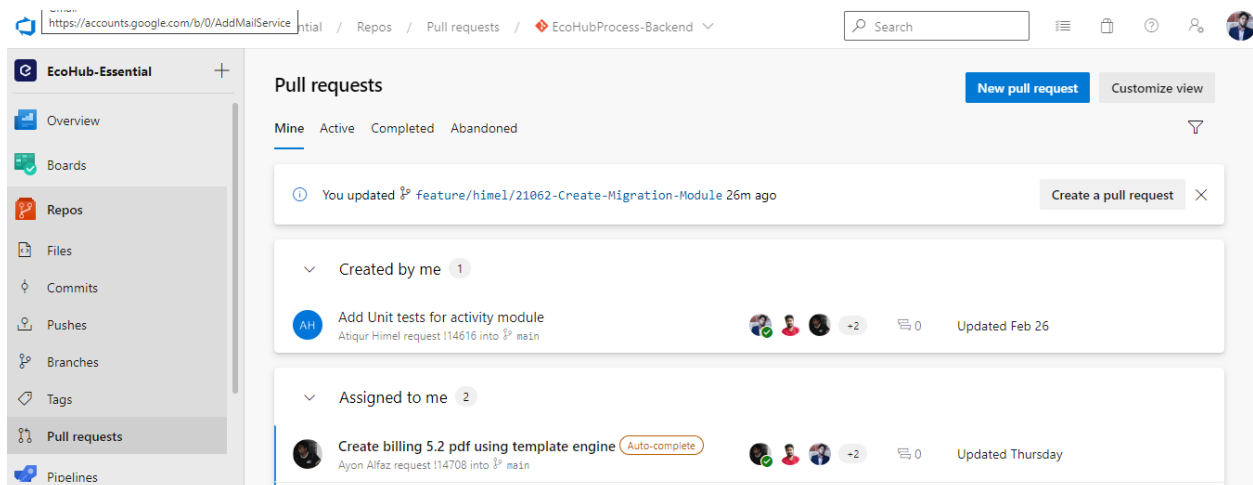 https://accounts.google.com/b/0/AddMailService
ntial / Repos / Pull requests / EcoHubProcess-Backend
Search
EcoHub-Essential
Overview
Boards
Repos
Files
Commits
Pushes
Branches
Tags
Pull requests
Pipelines
Pull requests
New pull request
Customize view
Mine Active Completed Abandoned
You updated feature/himel/21062-Create-Migration-Module 26m ago
Create a pull request
Created by me 1
AH
Add Unit tests for activity module
Atiqur Himel request !14616 into main
+2
0
Updated Feb 26
Assigned to me 2
Create billing 5.2 pdf using template engine Auto-complete
Ayon Alfaz request !14708 into main
+2
0
Updated Thursday